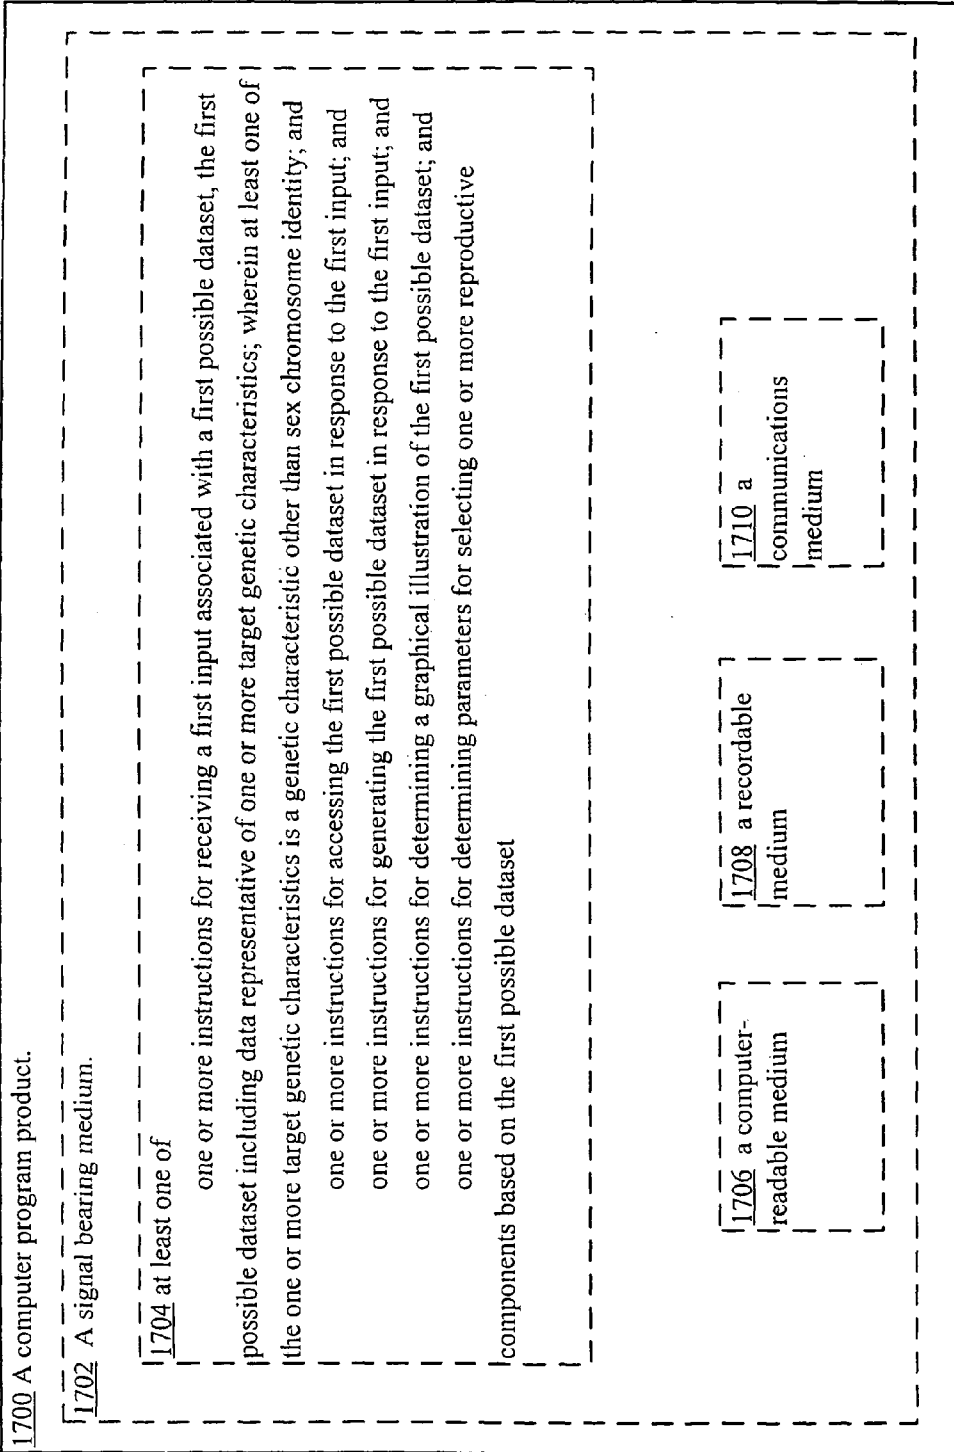 1700 A computer program product.
1702 A signal bearing medium.
1704 at least one of
one or more instructions for receiving a first input associated with a first possible dataset, the first
possible dataset including data representative of one or more target genetic characteristics; wherein at least one of
the one or more target genetic characteristics is a genetic characteristic other than sex chromosome identity; and
one or more instructions for accessing the first possible dataset in response to the first input; and
one or more instructions for generating the first possible dataset in response to the first input; and
one or more instructions for determining a graphical illustration of the first possible dataset; and
one or more instructions for determining parameters for selecting one or more reproductive
components based on the first possible dataset
1706 a computer-
readable medium
1708 a recordable
medium
1710 a
communications
medium